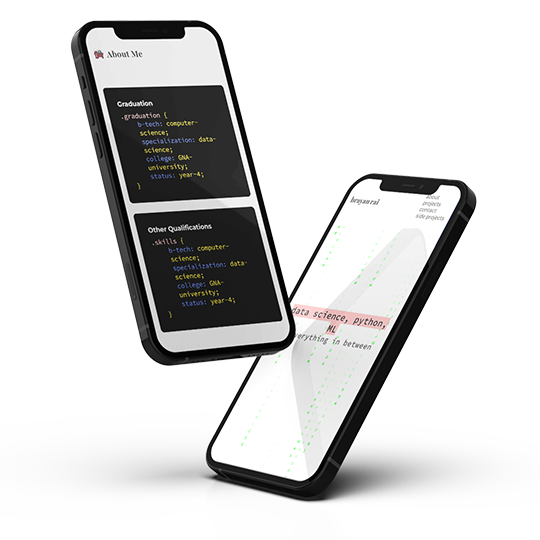 About Me
Graduation
.graduation {
b-tech: computer-
science;
specialization: data-
science;
college: GNA-
university;
status: year-4;
}
Other Qualifications
.skills {
b-tech: computer-
science;
specialization: data-
science;
college: GNA-
university;
status: year-4;
}
about
projects
contact
side projects
data science, python,
ML
everything in between